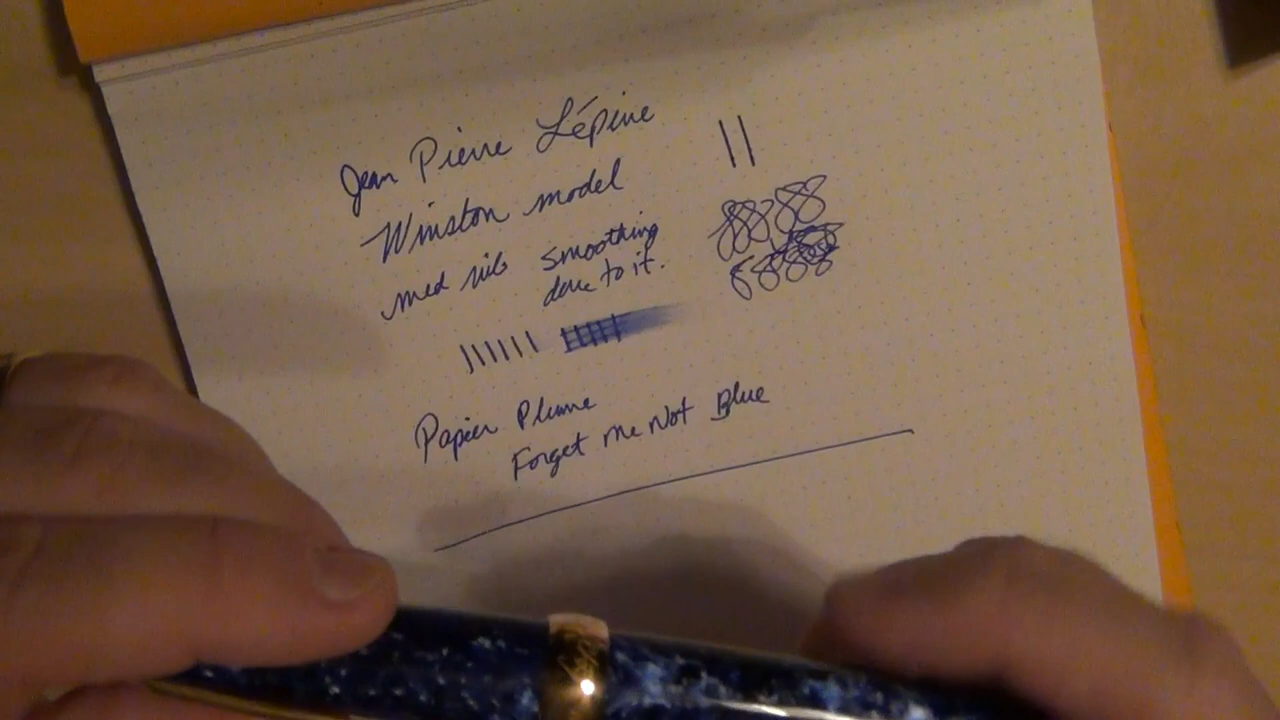 Jean Pierre Lépine
Winston model
med nib smoothing
done to it.
Papier Plume
Forget Me Not Blue